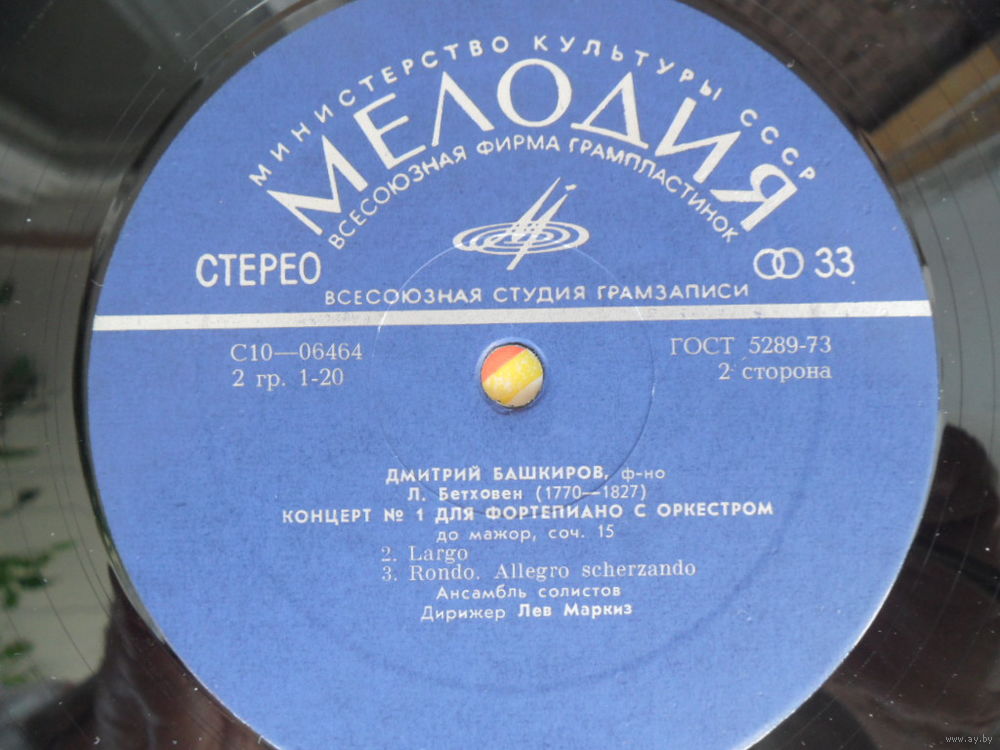 МИНИСТЕРСТВО КУЛЬТУРЫ СССР
МЕЛОДИЯ
ВСЕСОЮЗНАЯ ФИРМА ГРАМПЛАСТИНОК
СТЕРЕО 33
ВСЕСОЮЗНАЯ СТУДИЯ ГРАМЗАПИСИ
С10—06464 ГОСТ 5289-73
2 гр. 1-20 2 сторона
ДМИТРИЙ БАШКИРОВ, ф-но
Л. Бетховен (1770—1827)
КОНЦЕРТ № 1 ДЛЯ ФОРТЕПИАНО С ОРКЕСТРОМ
до мажор, соч. 15
2. Largo
3. Rondo. Allegro scherzando
Ансамбль солистов
Дирижер Лев Маркиз
www.ay.by